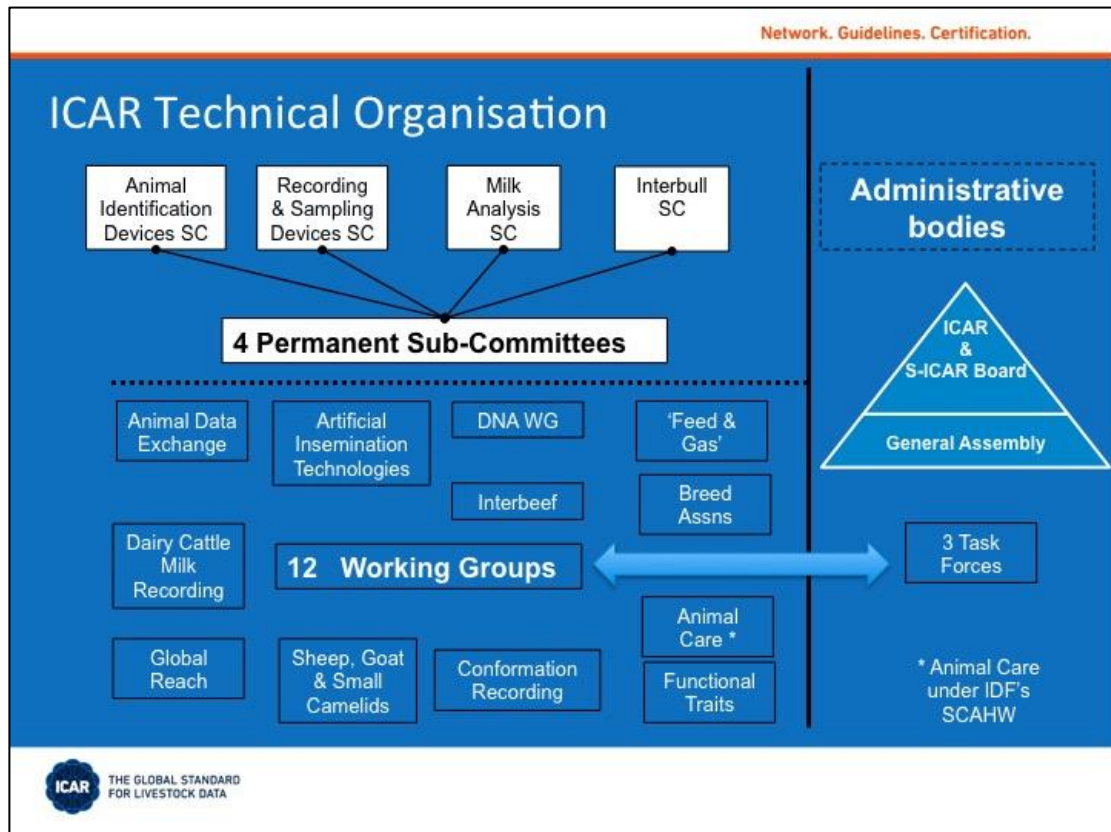 Network. Guidelines. Certification.
ICAR Technical Organisation
Animal
Identification
Devices SC
Recording
& Sampling
Devices SC
Milk
Analysis
SC
Interbull
SC
4 Permanent Sub-Committees
Administrative
bodies
ICAR
&
S-ICAR Board
General Assembly
Animal Data
Exchange
Artificial
Insemination
Technologies
DNA WG
'Feed &
Gas'
Interbeef
Breed
Assns
Dairy Cattle
Milk
Recording
12 Working Groups
3 Task
Forces
Animal
Care *
Global
Reach
Sheep, Goat
& Small
Camelids
Conformation
Recording
Functional
Traits
* Animal Care
under IDF's
SCAHW
ICAR
THE GLOBAL STANDARD
FOR LIVESTOCK DATA